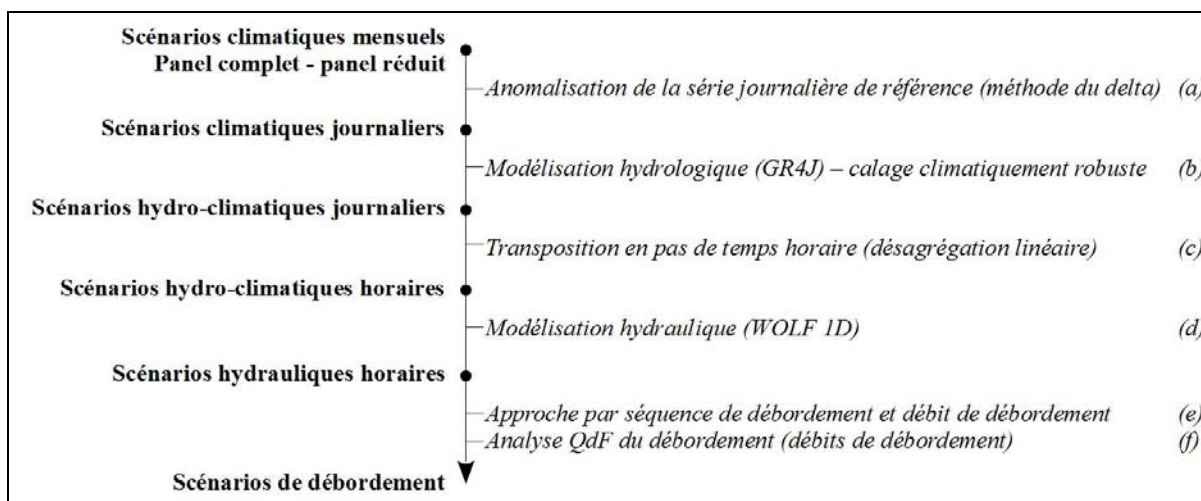 Scénarios climatiques mensuels
Panel complet - panel réduit
Anomalisation de la série journalière de référence (méthode du delta) (a)
Scénarios climatiques journaliers
Modélisation hydrologique (GR4J) – calage climatiquement robuste (b)
Scénarios hydro-climatiques journaliers
Transposition en pas de temps horaire (désagrégation linéaire) (c)
Scénarios hydro-climatiques horaires
Modélisation hydraulique (WOLF 1D) (d)
Scénarios hydrauliques horaires
Approche par séquence de débordement et débit de débordement (e)
Analyse QdF du débordement (débits de débordement) (f)
Scénarios de débordement